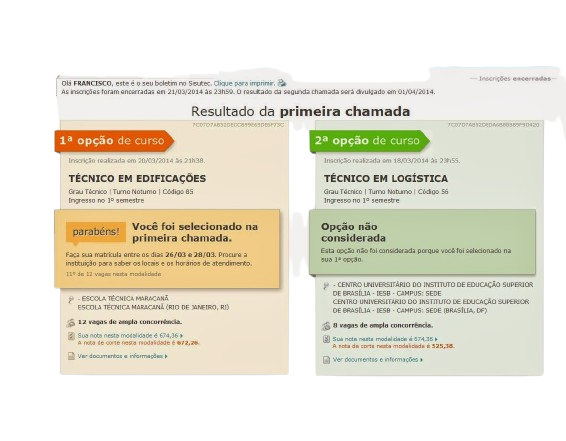 Olá FRANCISCO, este é o seu boletim no Sisutec. Clique para imprimir.
Inscrições encerradas
As inscrições foram encerradas em 21/03/2014 às 23h59. O resultado da segunda chamada será divulgado em 01/04/2014.
Resultado da primeira chamada
1ª opção de curso
Inscrição realizada em 20/03/2014 às 21h38.
TÉCNICO EM EDIFICAÇÕES
Grau Técnico | Turno Noturno | Código 85
Ingresso no 1º semestre
parabéns!
Você foi selecionado na
primeira chamada.
Faça sua matrícula entre os dias 26/03 e 28/03. Procure a
instituição para saber os locais e os horários de atendimento.
11º de 12 vagas nesta modalidade
- ESCOLA TÉCNICA MARACANÃ
ESCOLA TÉCNICA MARACANÃ (RIO DE JANEIRO, RJ)
12 vagas de ampla concorrência.
Sua nota nesta modalidade é 674,36
A nota de corte nesta modalidade é 672,26.
Ver documentos e informações
2ª opção de curso
Inscrição realizada em 18/03/2014 às 23h55.
TÉCNICO EM LOGÍSTICA
Grau Técnico | Turno Noturno | Código 56
Ingresso no 1º semestre
Opção não
considerada
Esta opção não foi considerada porque você foi selecionado na
sua 1ª opção.
- CENTRO UNIVERSITÁRIO DO INSTITUTO DE EDUCAÇÃO SUPERIOR
DE BRASÍLIA - IESB - CAMPUS: SEDE
CENTRO UNIVERSITÁRIO DO INSTITUTO DE EDUCAÇÃO SUPERIOR
DE BRASÍLIA - IESB - CAMPUS: SEDE (BRASÍLIA, DF)
8 vagas de ampla concorrência.
Sua nota nesta modalidade é 674,36
A nota de corte nesta modalidade é 525,38.
Ver documentos e informações